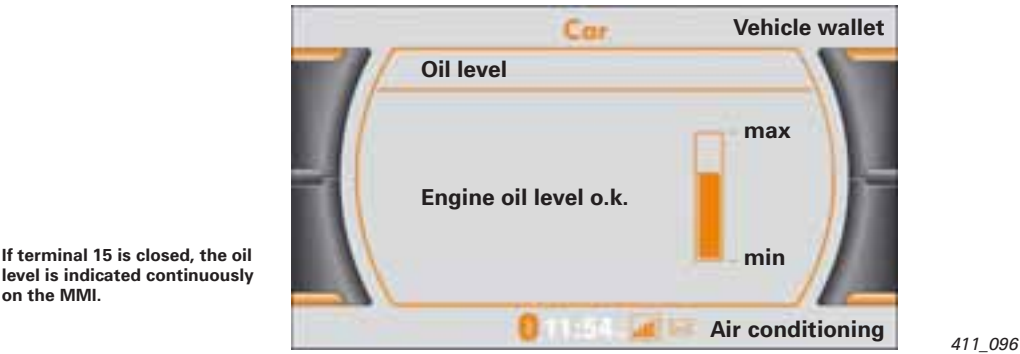 Car
Vehicle wallet
Oil level
max
Engine oil level o.k.
min
If terminal 15 is closed, the oil
level is indicated continuously
on the MMI.
11:54
Air conditioning
411_096